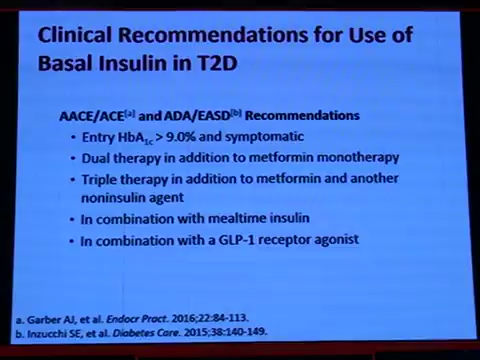 Clinical Recommendations for Use of
Basal Insulin in T2D
AACE/ACE[a] and ADA/EASD[b] Recommendations
• Entry HbA1c > 9.0% and symptomatic
• Dual therapy in addition to metformin monotherapy
• Triple therapy in addition to metformin and another
noninsulin agent
• In combination with mealtime insulin
• In combination with a GLP-1 receptor agonist
a. Garber AJ, et al. Endocr Pract. 2016;22:84-113.
b. Inzucchi SE, et al. Diabetes Care. 2015;38:140-149.